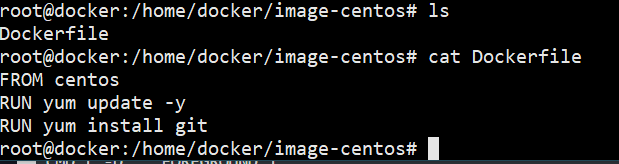 root@docker:/home/docker/image-centos# ls
Dockerfile
root@docker:/home/docker/image-centos# cat Dockerfile
FROM centos
RUN yum update -y
RUN yum install git
root@docker:/home/docker/image-centos#